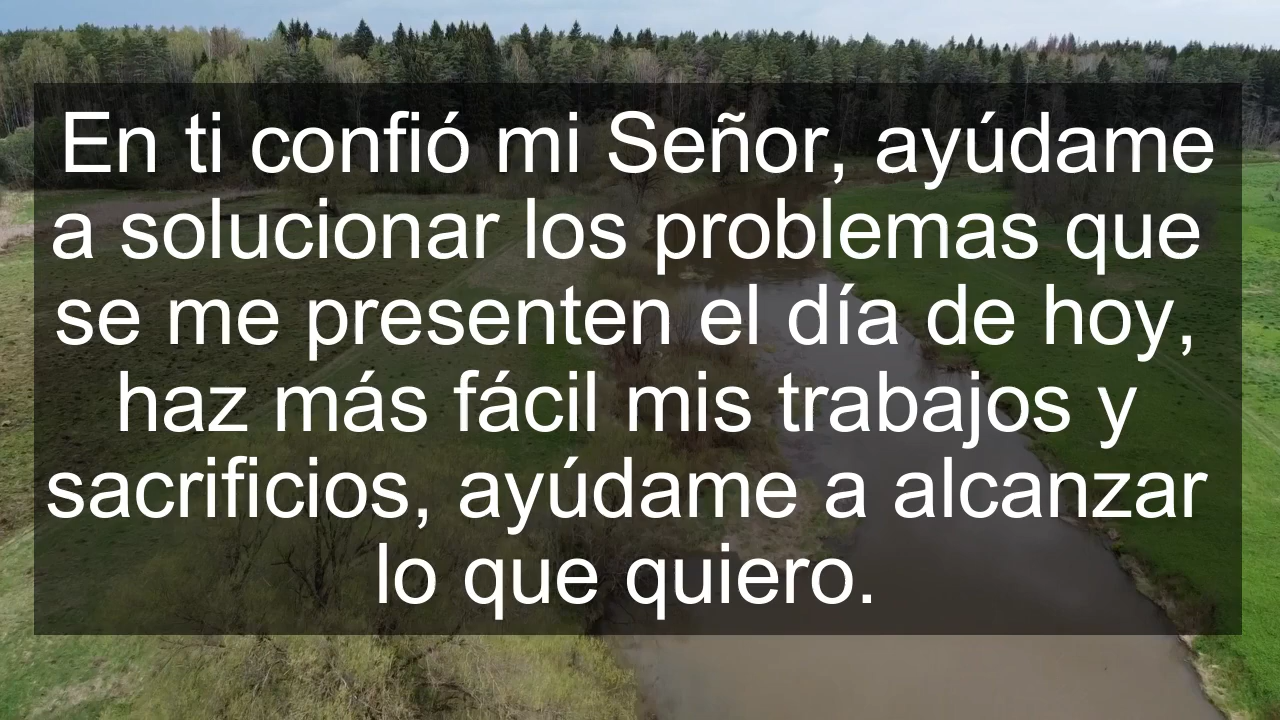 En ti confió mi Señor, ayúdame
a solucionar los problemas que
se me presenten el día de hoy,
haz más fácil mis trabajos y
sacrificios, ayúdame a alcanzar
lo que quiero.